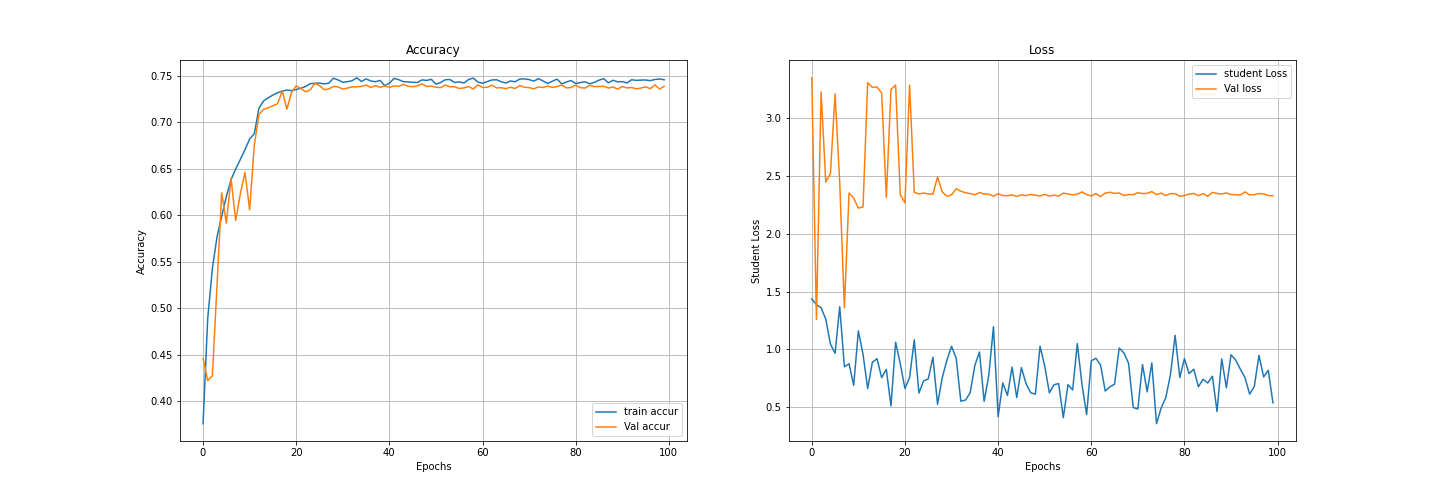 Accuracy
0.75
0.70
0.65
0.60
0.55
0.50
0.45
0.40
Accuracy
0 20 40 60 80 100
Epochs
train accur
Val accur
Loss
3.0
2.5
2.0
1.5
1.0
0.5
Student Loss
0 20 40 60 80 100
Epochs
student Loss
Val loss